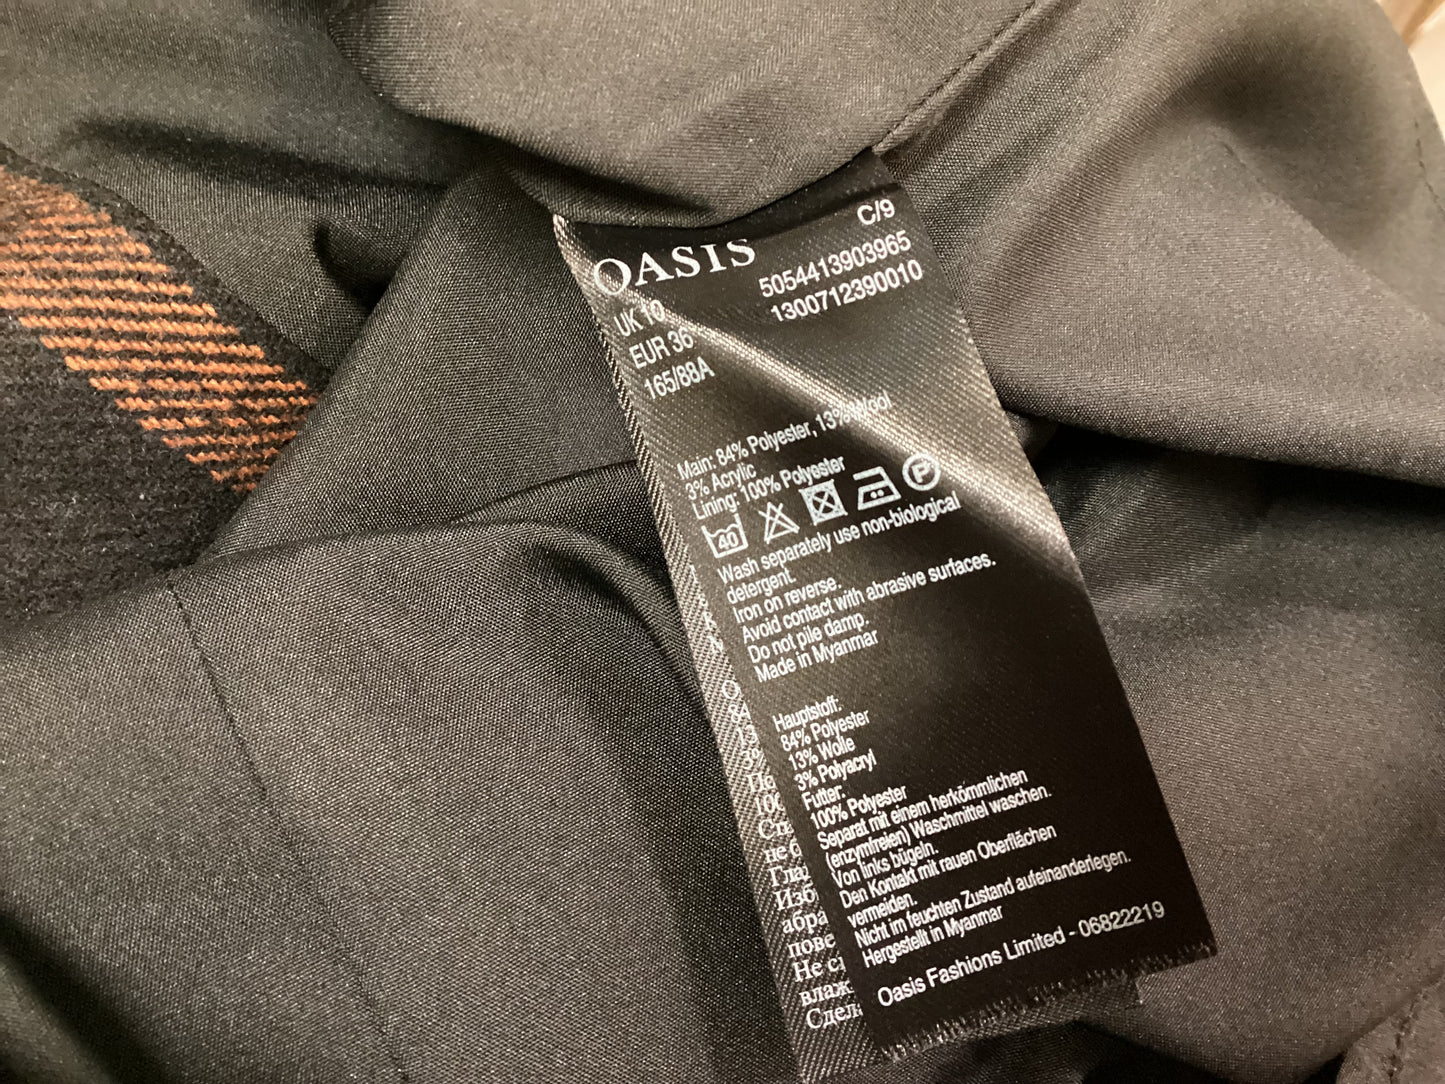 OASIS
C/9
5054413903965
1300712390010
UK 10
EUR 36
165/88A
Main: 84% Polyester, 13% Wool
3% Acrylic
Lining: 100% Polyester
40
P
Wash separately use non-biological
detergent.
Iron on reverse.
Avoid contact with abrasive surfaces.
Do not pile damp.
Made in Myanmar
Hauptstoff:
84% Polyester
13% Wolle
3% Polyacryl
Futter:
100% Polyester
Separat mit einem herkömmlichen
(enzymfreien) Waschmittel waschen.
Von links bügeln.
Den Kontakt mit rauen Oberflächen
vermeiden.
Nicht im feuchten Zustand aufeinanderlegen.
Hergestellt in Myanmar
Oasis Fashions Limited - 06822219